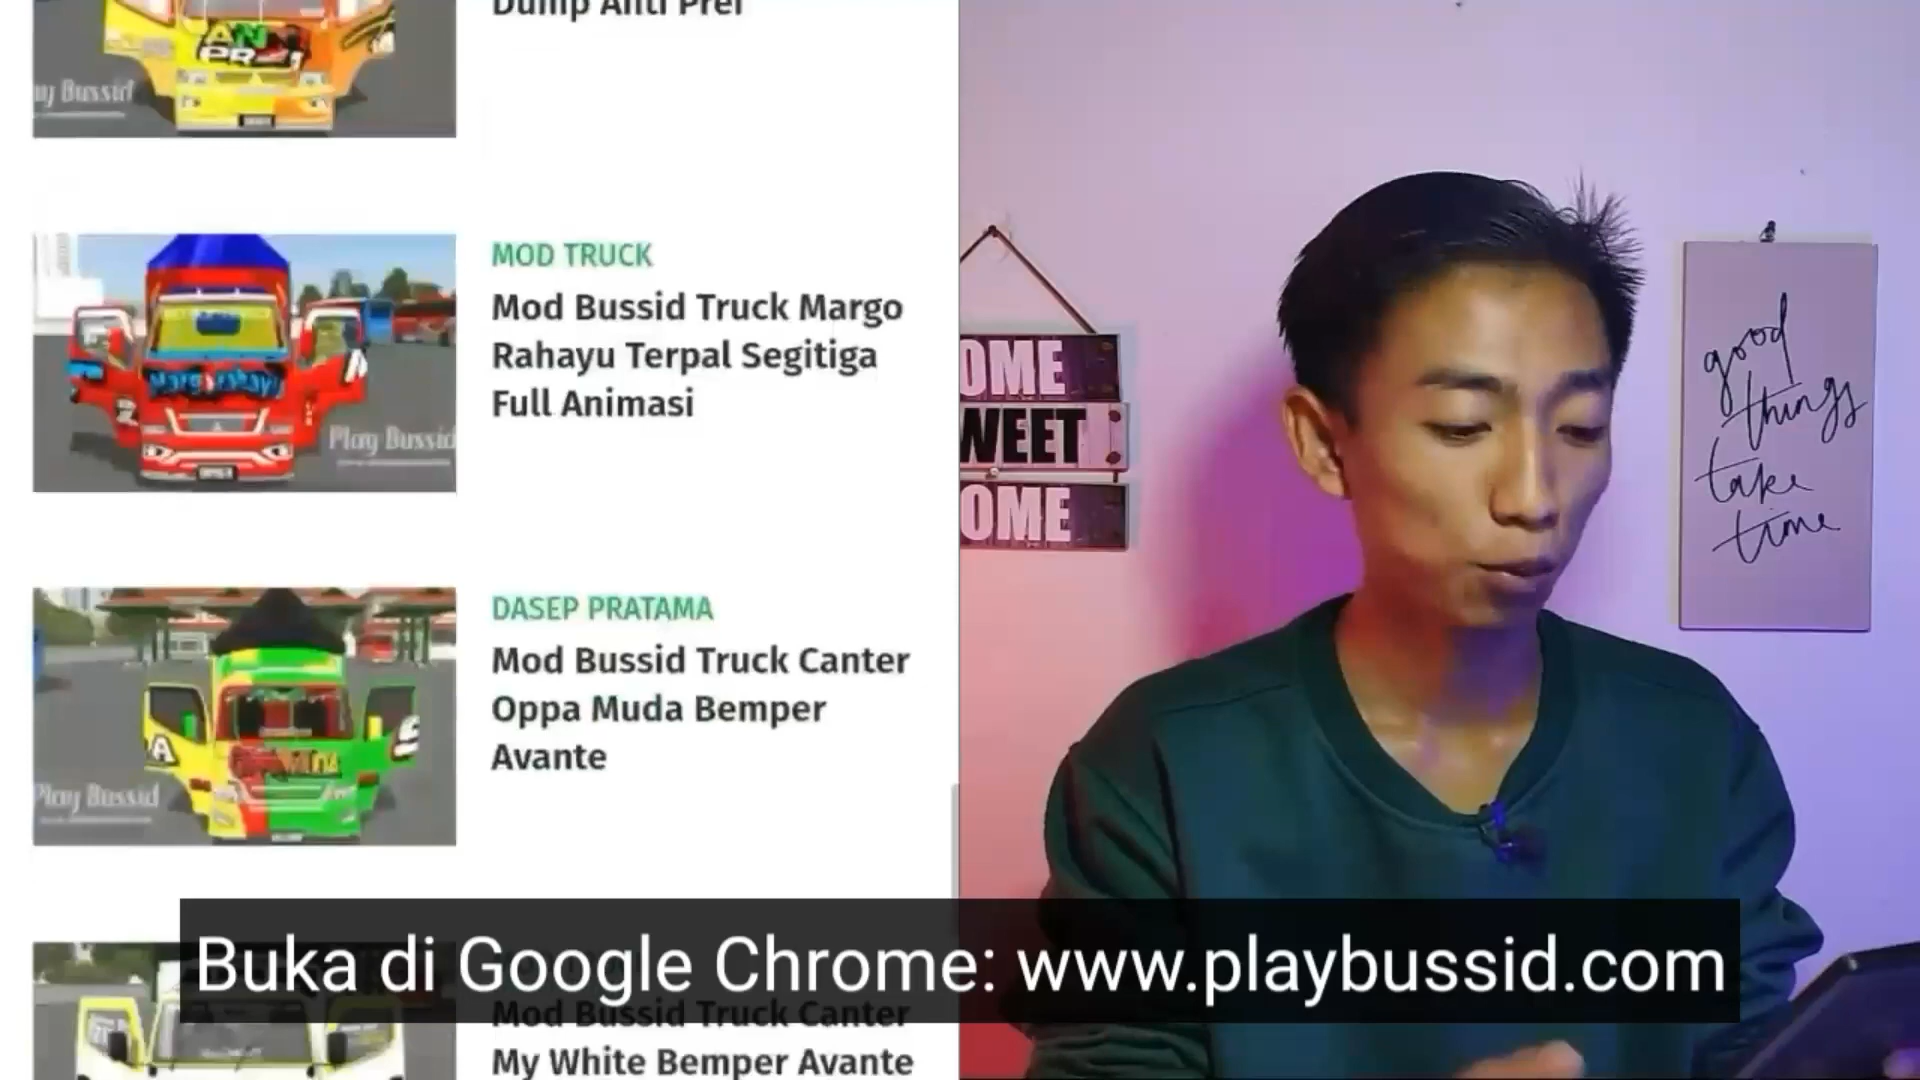 Dump Anti Prei
Play Bussid
MOD TRUCK
Mod Bussid Truck Margo
Rahayu Terpal Segitiga
Full Animasi
Play Bussid
DASEP PRATAMA
Mod Bussid Truck Canter
Oppa Muda Bemper
Avante
Play Bussid
Mod Bussid Truck Canter
My White Bemper Avante
OME
WEET
OME
good
things
take
time
Buka di Google Chrome: www.playbussid.com